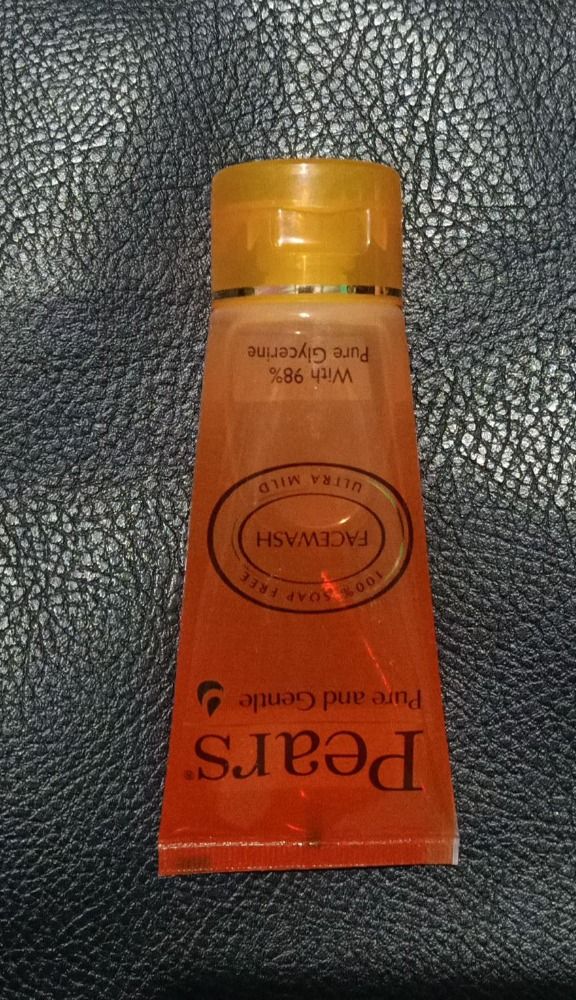 Pears®
Pure and Gentle
100% SOAP FREE
FACEWASH
ULTRA MILD
With 98%
Pure Glycerine